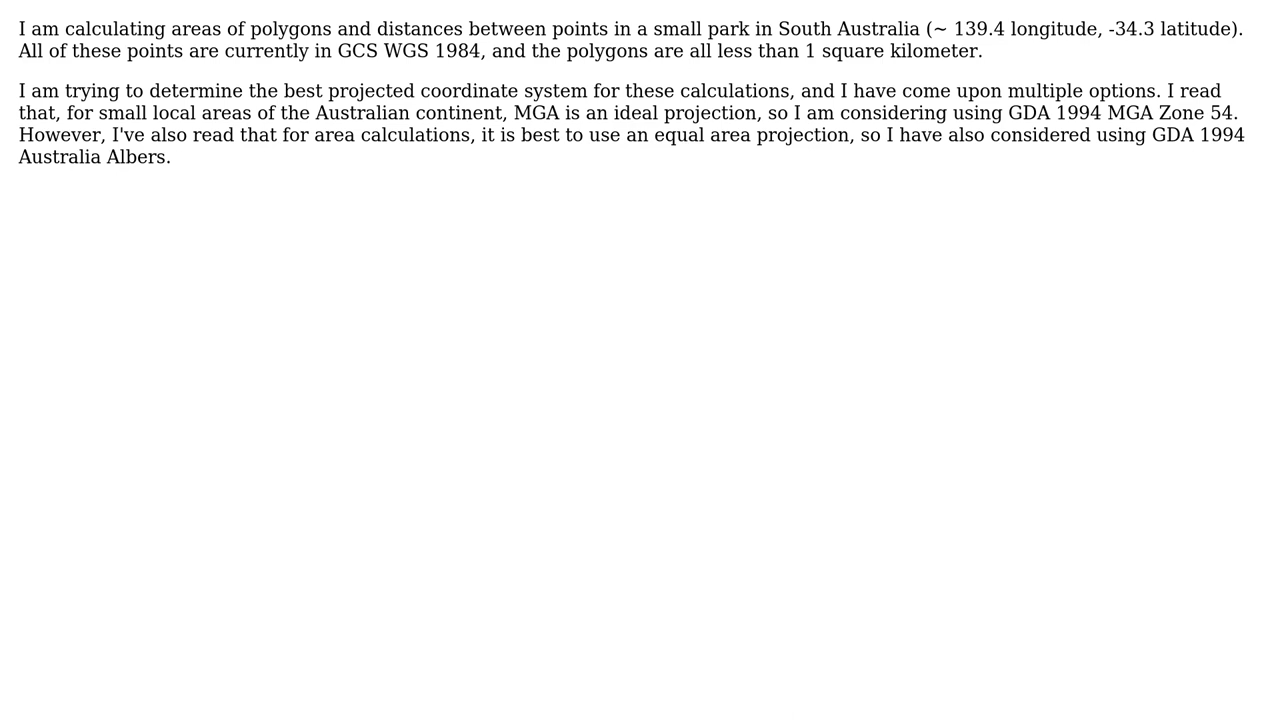 I am calculating areas of polygons and distances between points in a small park in South Australia (~ 139.4 longitude, -34.3 latitude).
All of these points are currently in GCS WGS 1984, and the polygons are all less than 1 square kilometer.
I am trying to determine the best projected coordinate system for these calculations, and I have come upon multiple options. I read
that, for small local areas of the Australian continent, MGA is an ideal projection, so I am considering using GDA 1994 MGA Zone 54.
However, I've also read that for area calculations, it is best to use an equal area projection, so I have also considered using GDA 1994
Australia Albers.